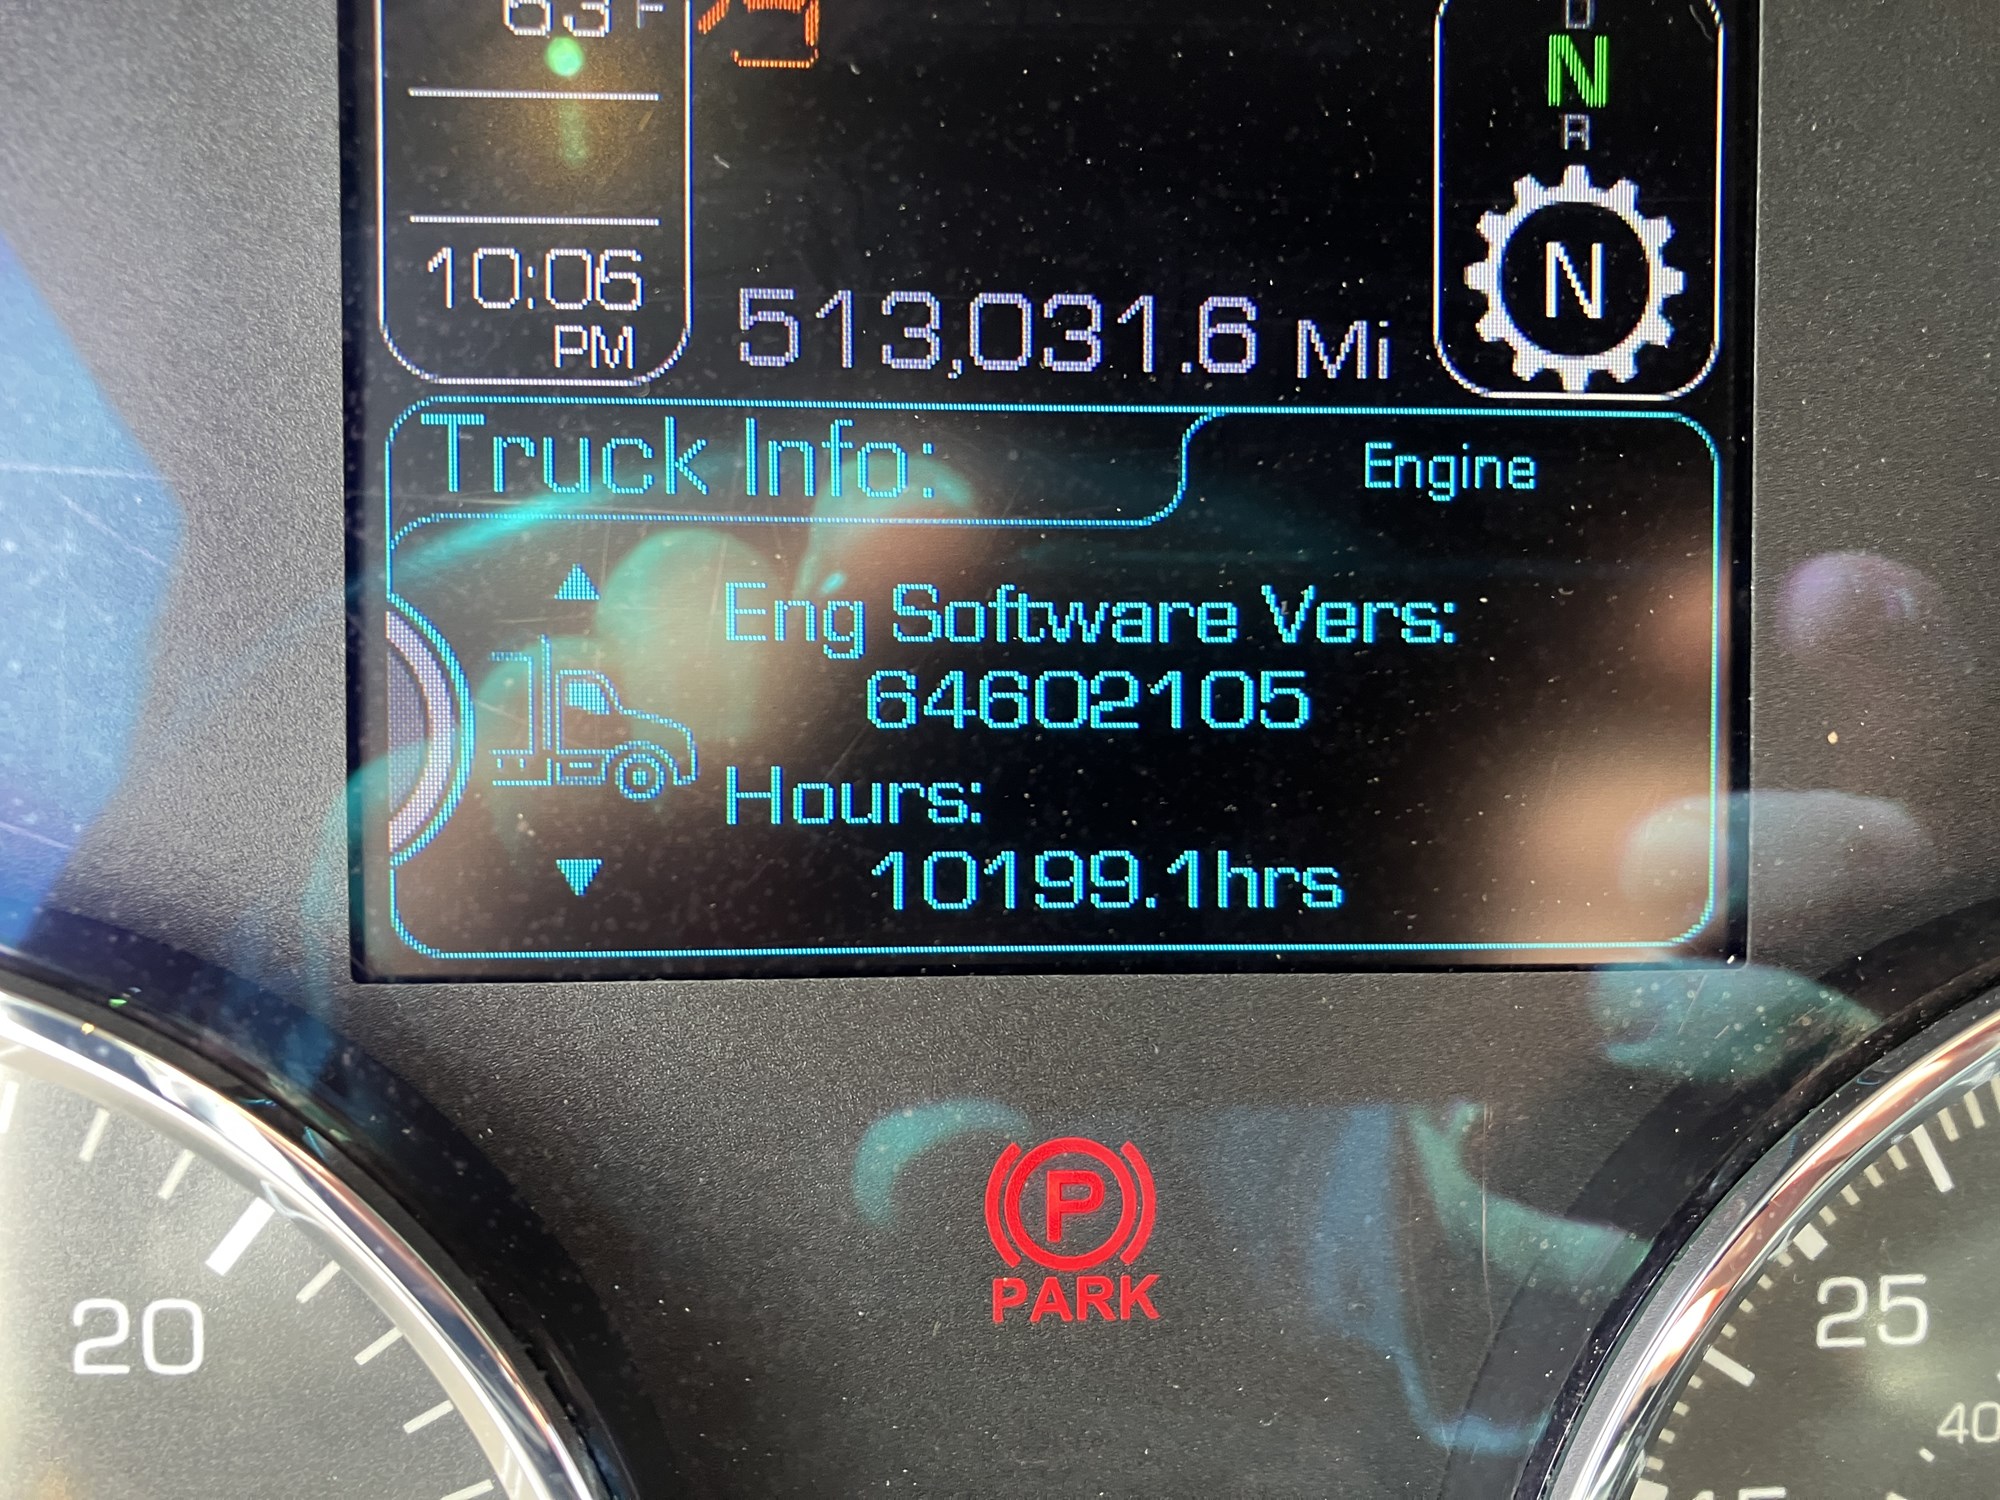 63 F
D
N
R
10:06
PM
513,031.6 Mi
N
Truck Info:
Engine
Eng Software Vers:
64602105
Hours:
10199.1hrs
P
PARK
20
25
40